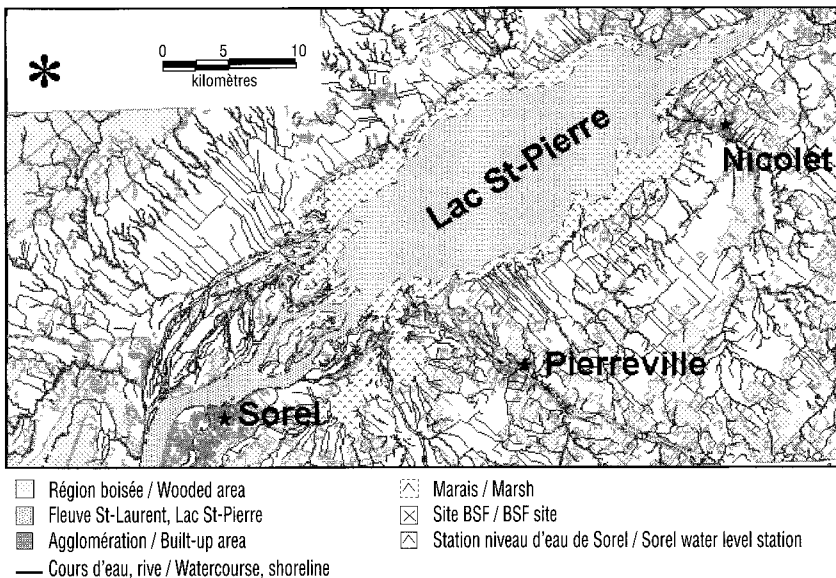 0 5 10
kilomètres
Lac St-Pierre
Nicolet
Pierreville
Sorel
Région boisée / Wooded area
Fleuve St-Laurent, Lac St-Pierre
Agglomération / Built-up area
Cours d'eau, rive / Watercourse, shoreline
Marais / Marsh
Site BSF / BSF site
Station niveau d'eau de Sorel / Sorel water level station